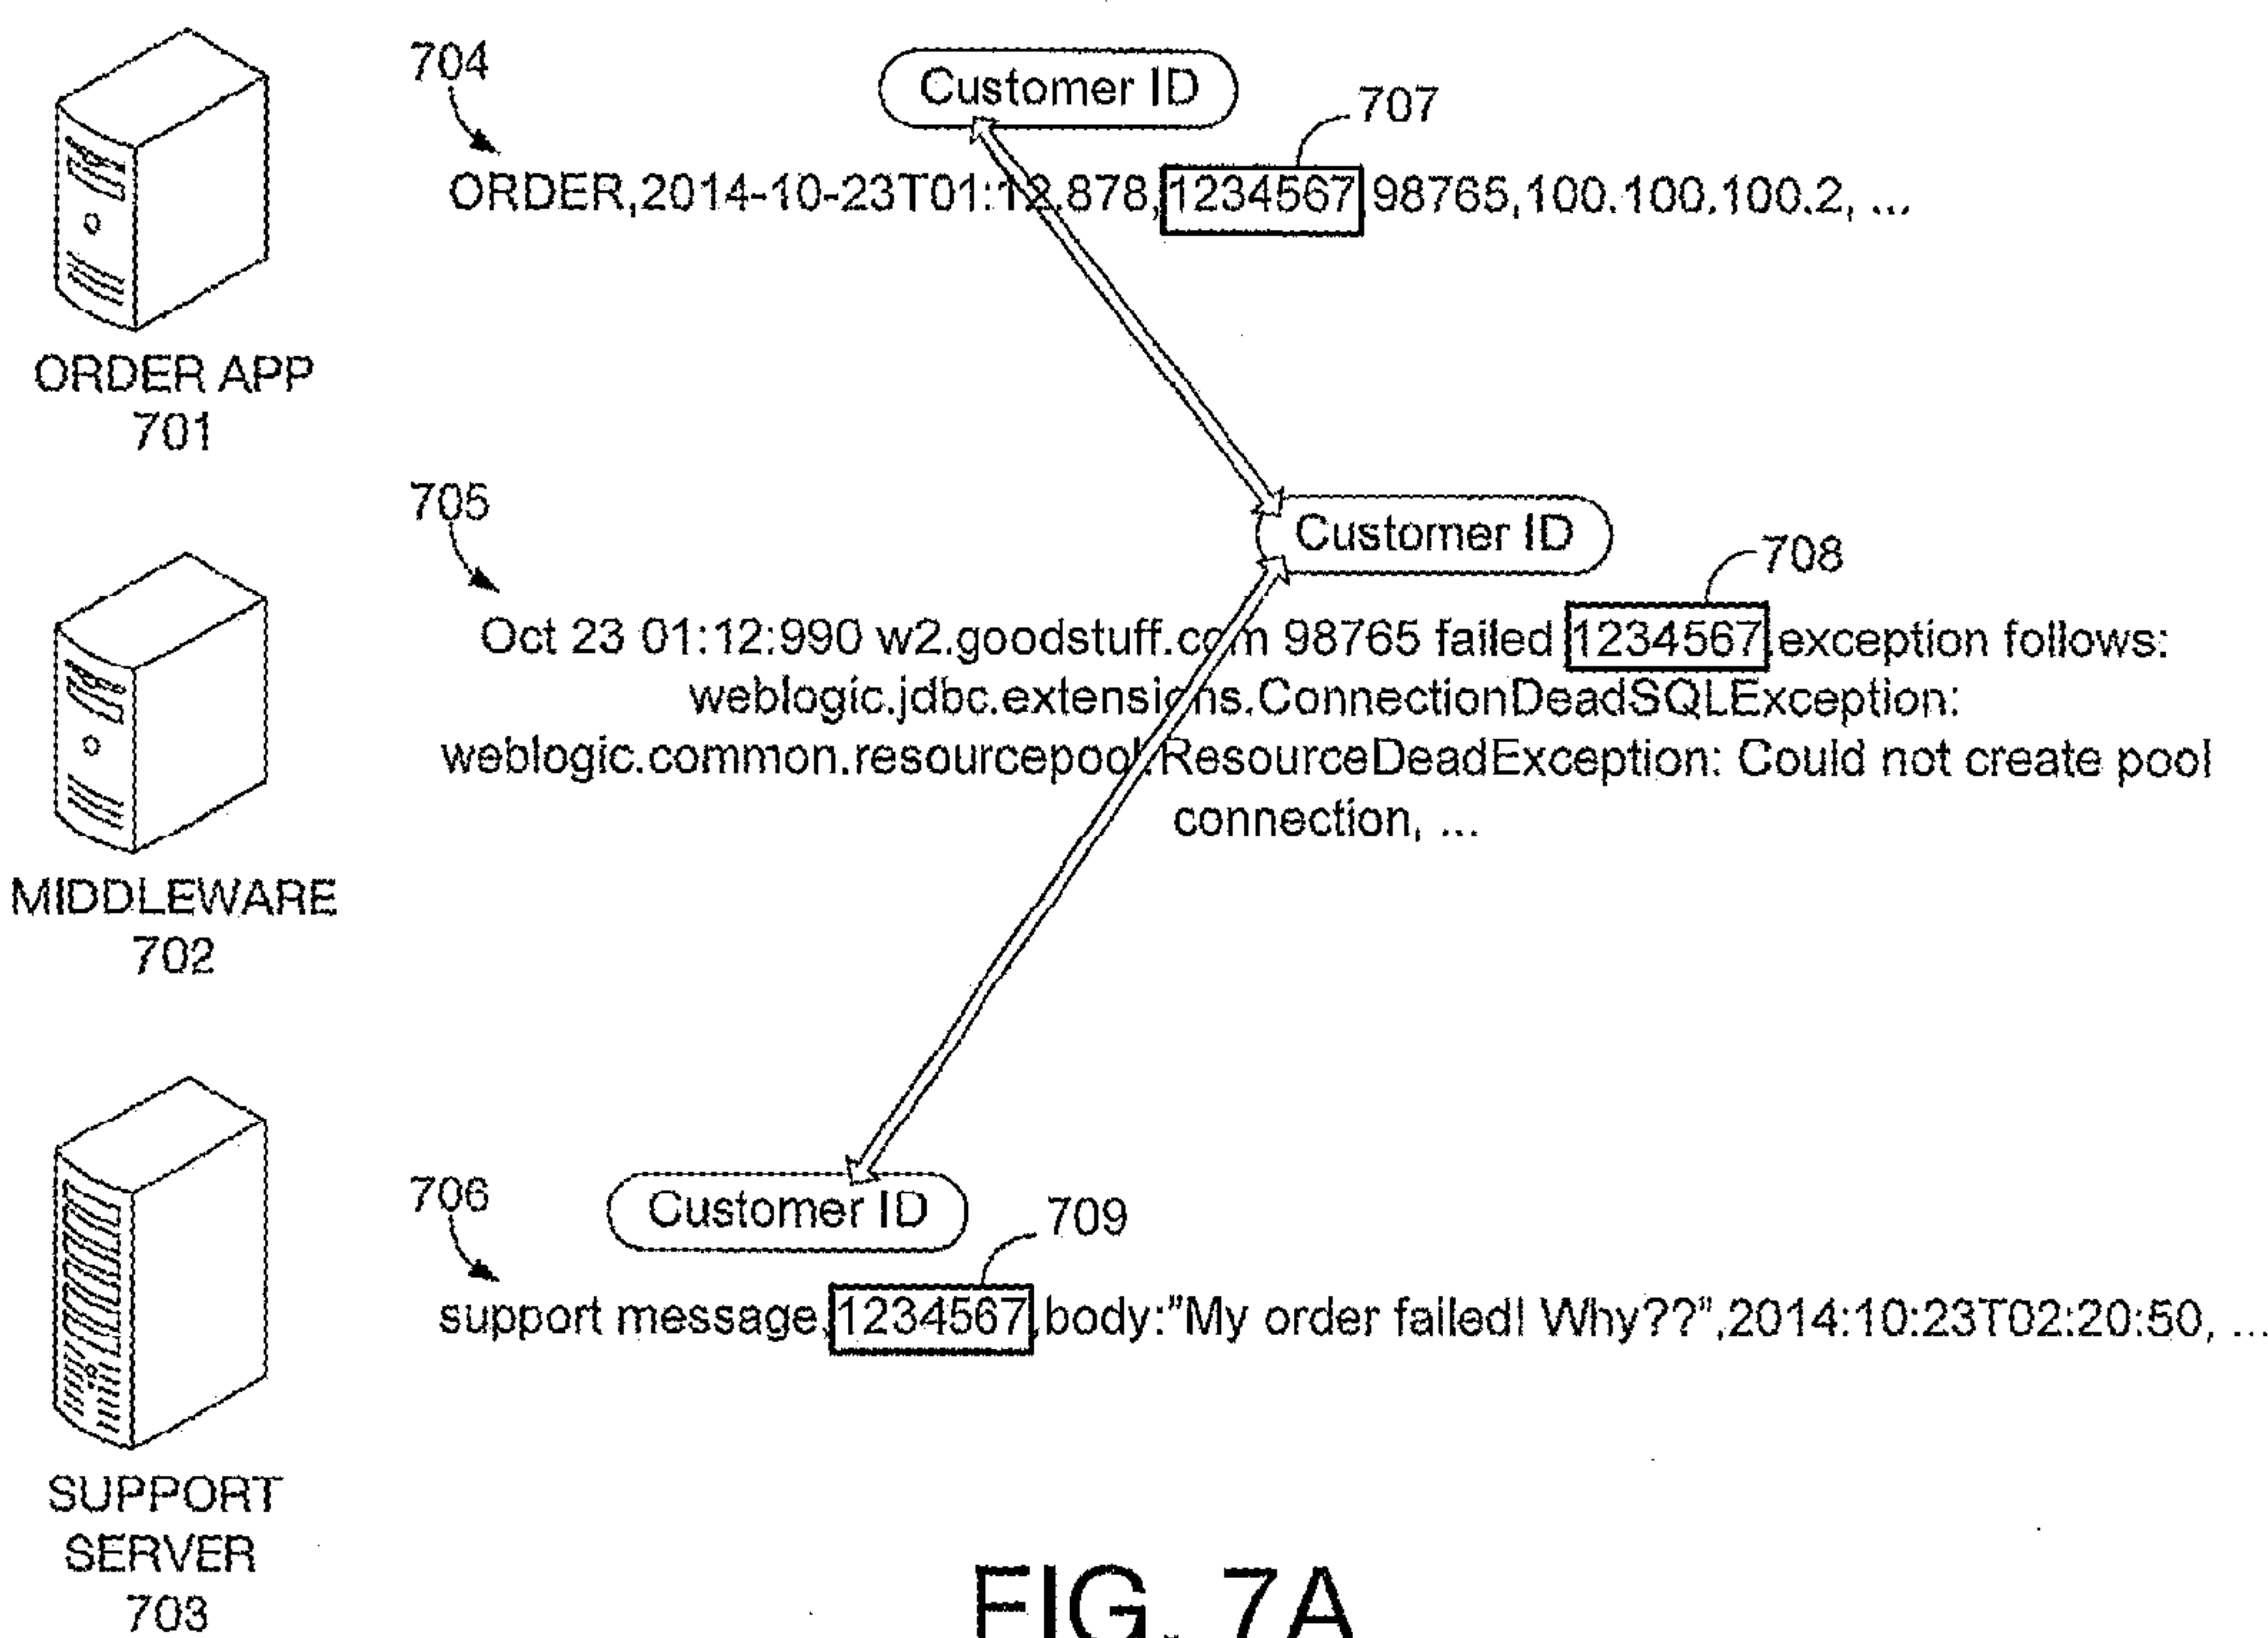 704
Customer ID
707
ORDER,2014-10-23T01:12.878,1234567,98765,100.100.100.2, ...
ORDER APP
701
705
Customer ID
708
Oct 23 01:12:990 w2.goodstuff.com 98765 failed 1234567,exception follows:
weblogic.jdbc.extensions.ConnectionDeadSQLException:
weblogic.common.resourcepool.ResourceDeadException: Could not create pool
connection, ...
MIDDLEWARE
702
706
Customer ID
709
support message,1234567,body:"My order failed! Why??",2014:10:23T02:20:50, ...
SUPPORT
SERVER
703
FIG. 7A